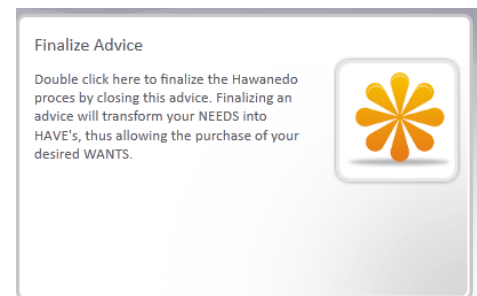 Finalize Advice
Double click here to finalize the Hawanedo
proces by closing this advice. Finalizing an
advice will transform your NEEDS into
HAVE's, thus allowing the purchase of your
desired WANTS.